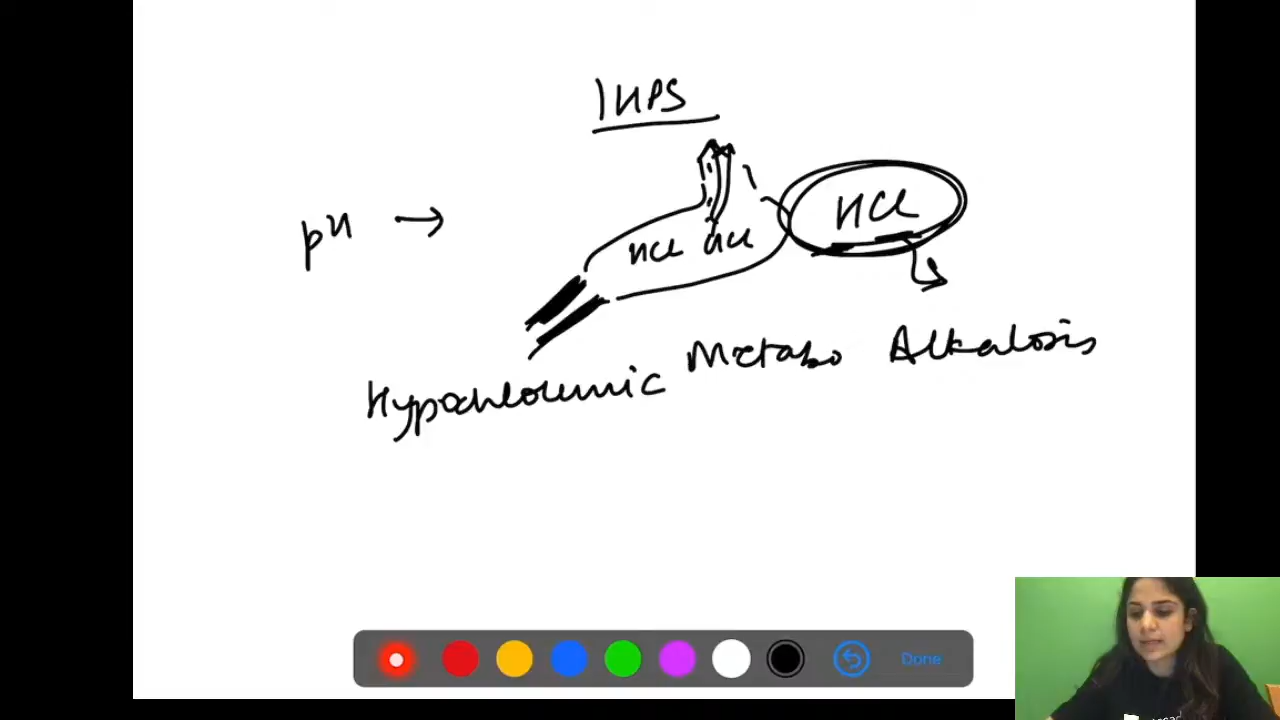 IHPS
HCl
pH →
HCl HCl
Hypochloremic Metabo Alkalosis
Done